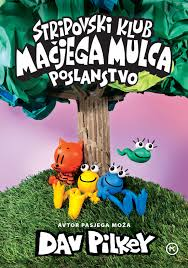 STRIPOVSKI KLUB
MAČJEGA MULCA
POSLANSTVO
AVTOR PASJEGA MOŽA
DAV PILKEY